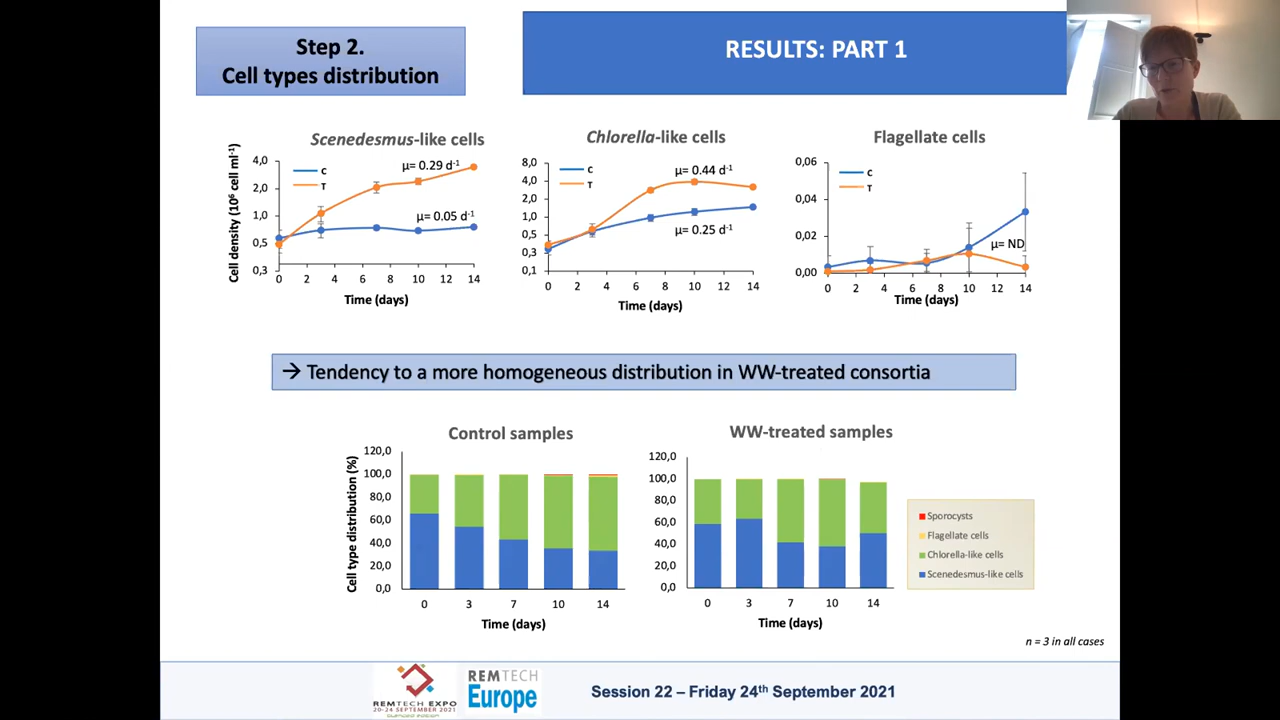 Step 2.
Cell types distribution
RESULTS: PART 1
Scenedesmus-like cells
Cell density (10⁶ cell ml⁻¹)
4,0
2,0
1,0
0,5
0,3
C
T
μ= 0.29 d⁻¹
μ= 0.05 d⁻¹
0 2 4 6 8 10 12 14
Time (days)
Chlorella-like cells
8,0
4,0
2,0
1,0
0,5
0,3
0,1
C
T
μ= 0.44 d⁻¹
μ= 0.25 d⁻¹
0 2 4 6 8 10 12 14
Time (days)
Flagellate cells
0,06
0,04
0,02
0,00
C
T
μ= ND
0 2 4 6 8 10 12 14
Time (days)
→ Tendency to a more homogeneous distribution in WW-treated consortia
Control samples
Cell type distribution (%)
120,0
100,0
80,0
60,0
40,0
20,0
0,0
0 3 7 10 14
Time (days)
WW-treated samples
120,0
100,0
80,0
60,0
40,0
20,0
0,0
0 3 7 10 14
Time (days)
Sporocysts
Flagellate cells
Chlorella-like cells
Scenedesmus-like cells
n = 3 in all cases
REMTECH EXPO
20-24 SEPTEMBER 2021
REMTECH
Europe
Session 22 – Friday 24th September 2021